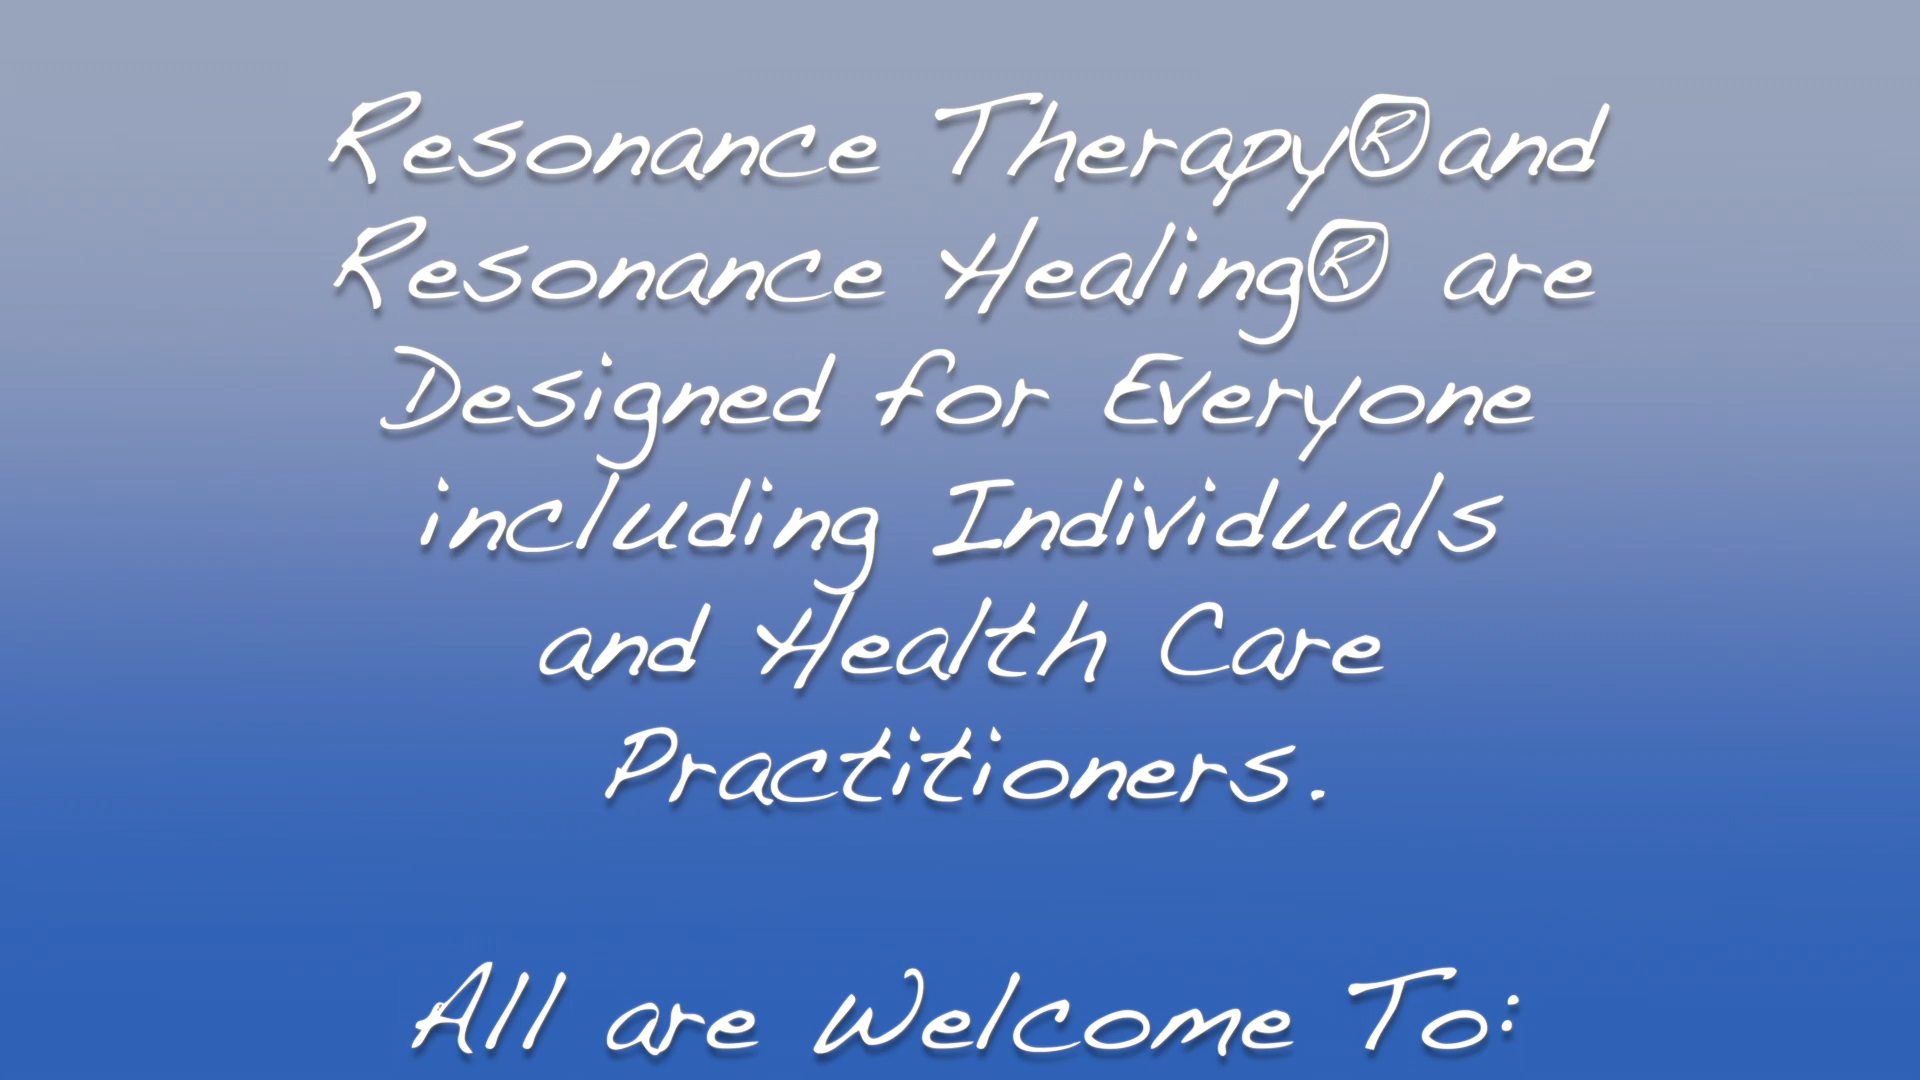 Resonance Therapy®and
Resonance Healing® are
Designed for Everyone
including Individuals
and Health Care
Practitioners.
All are Welcome To: